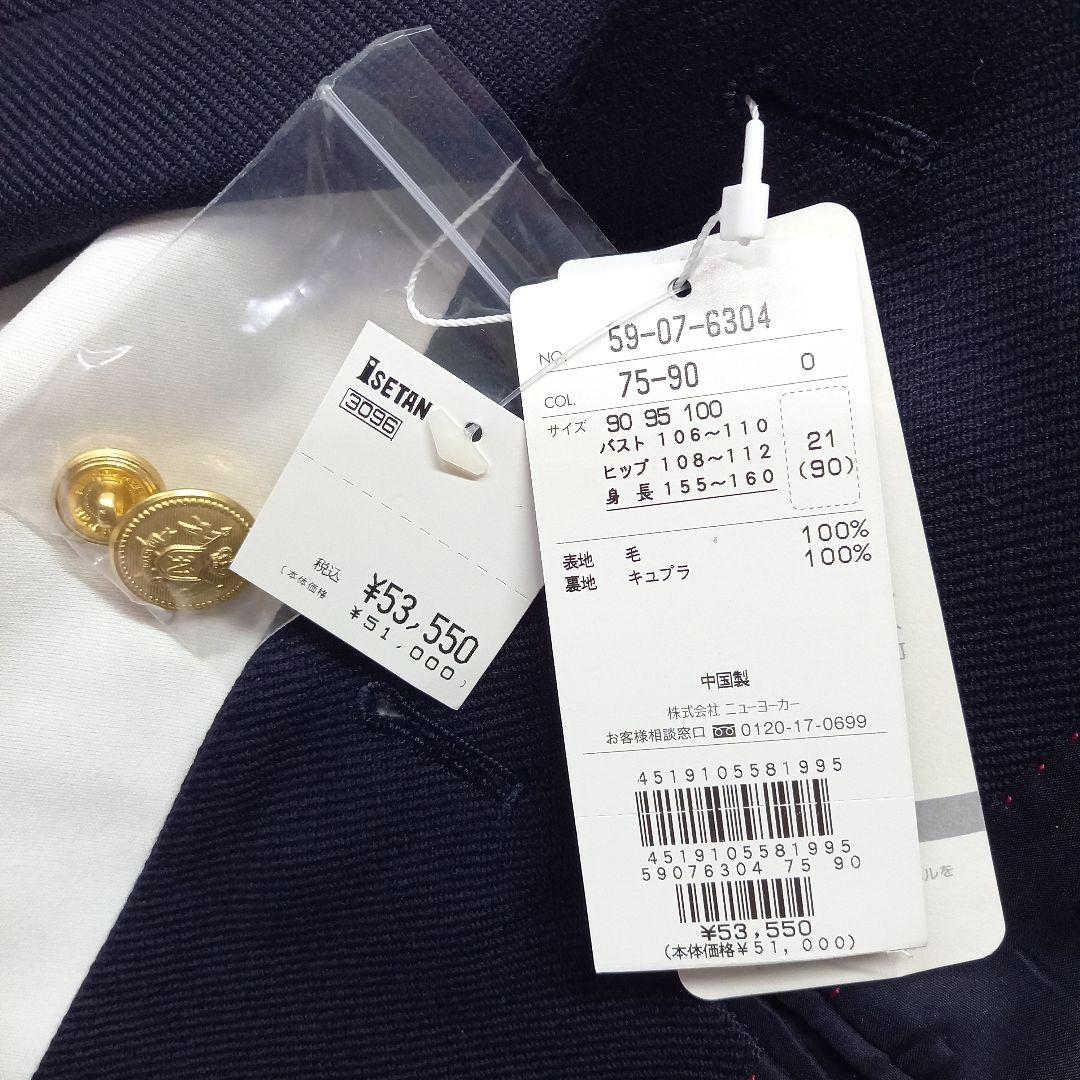 ISETAN
3096
税込 ¥53,550
(本体価格 ¥51,000)
NO. 59-07-6304
COL. 75-90 0
サイズ 90 95 100
バスト 106〜110
ヒップ 108〜112
身 長 155〜160
21
(90)
表地 毛 100%
裏地 キュプラ 100%
中国製
株式会社 ニューヨーカー
お客様相談窓口 0120-17-0699
4519105581995
4519105581995
59076304 75 90
¥53,550
(本体価格¥51,000)
ルを